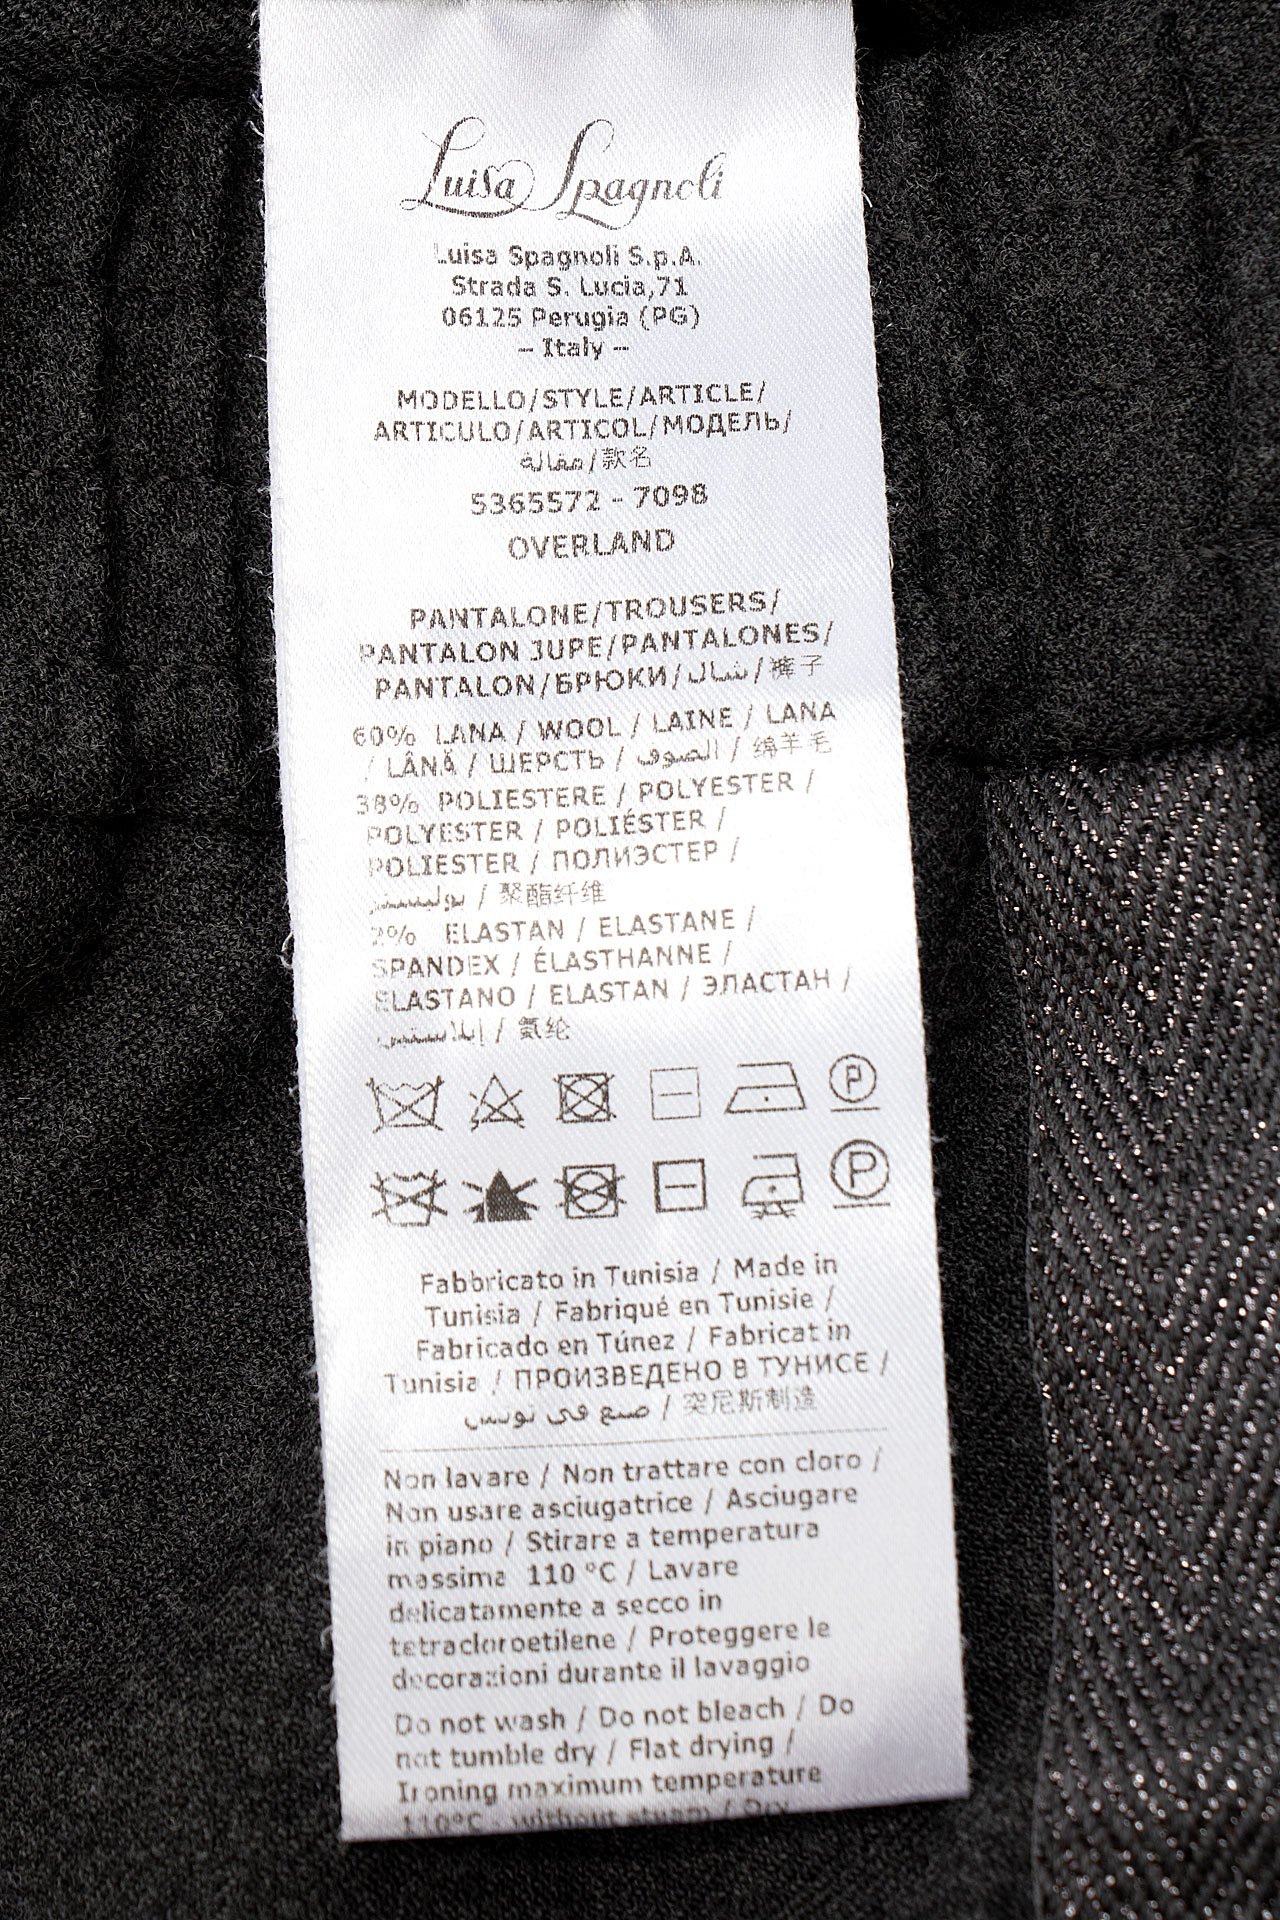 Luisa Spagnoli
Luisa Spagnoli S.p.A.
Strada S. Lucia,71
06125 Perugia (PG)
- Italy -
MODELLO/STYLE/ARTICLE/
ARTICULO/ARTICOL/МОДЕЛЬ/
مقالة/款名
5365572 - 7098
OVERLAND
PANTALONE/TROUSERS/
PANTALON JUPE/PANTALONES/
PANTALON/БРЮКИ/شال/裤子
60% LANA / WOOL / LAINE / LANA
/ LÂNĂ / ШЕРСТЬ / الصوف / 绵羊毛
38% POLIESTERE / POLYESTER /
POLYESTER / POLIÉSTER /
POLIESTER / ПОЛИЭСТЕР /
بوليستر / 聚酯纤维
2% ELASTAN / ELASTANE /
SPANDEX / ÉLASTHANNE /
ELASTANO / ELASTAN / ЭЛАСТАН /
/ 氨纶
P
P
Fabbricato in Tunisia / Made in
Tunisia / Fabriqué en Tunisie /
Fabricado en Túnez / Fabricat in
Tunisia / ПРОИЗВЕДЕНО В ТУНИСЕ /
صنع في تونس / 突尼斯制造
Non lavare / Non trattare con cloro /
Non usare asciugatrice / Asciugare
in piano / Stirare a temperatura
massima 110 °C / Lavare
delicatamente a secco in
tetracloroetilene / Proteggere le
decorazioni durante il lavaggio
Do not wash / Do not bleach / Do
not tumble dry / Flat drying /
Ironing maximum temperature
110°C - without steam / Dry